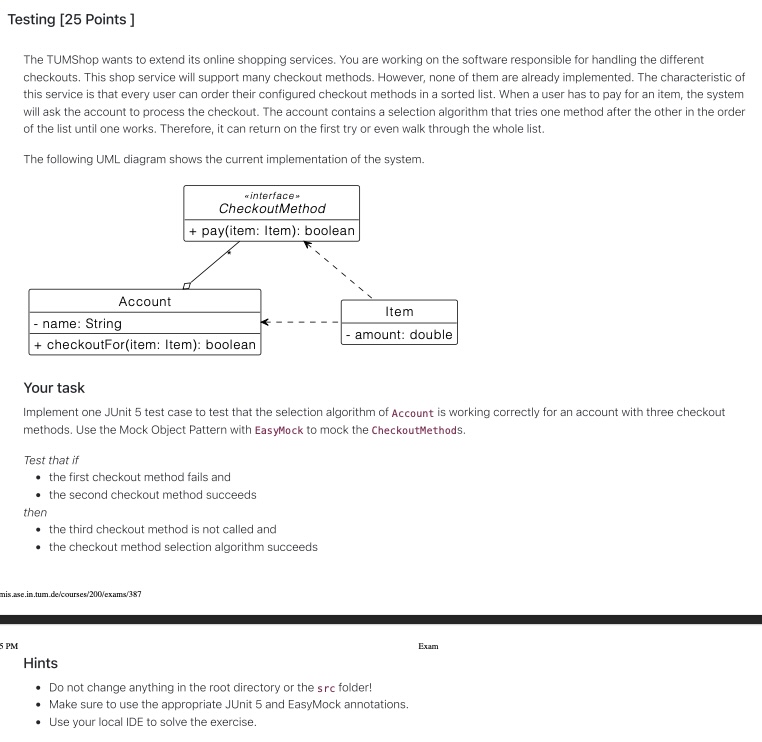 Testing [25 Points ]
The TUMShop wants to extend its online shopping services. You are working on the software responsible for handling the different
checkouts. This shop service will support many checkout methods. However, none of them are already implemented. The characteristic of
this service is that every user can order their configured checkout methods in a sorted list. When a user has to pay for an item, the system
will ask the account to process the checkout. The account contains a selection algorithm that tries one method after the other in the order
of the list until one works. Therefore, it can return on the first try or even walk through the whole list.
The following UML diagram shows the current implementation of the system.
«interface»
CheckoutMethod
+ pay(item: Item): boolean
*
Account
- name: String
+ checkoutFor(item: Item): boolean
Item
- amount: double
Your task
Implement one JUnit 5 test case to test that the selection algorithm of Account is working correctly for an account with three checkout
methods. Use the Mock Object Pattern with EasyMock to mock the CheckoutMethods.
Test that if
• the first checkout method fails and
• the second checkout method succeeds
then
• the third checkout method is not called and
• the checkout method selection algorithm succeeds
mis.ase.in.tum.de/courses/200/exams/387
5 PM
Exam
Hints
• Do not change anything in the root directory or the src folder!
• Make sure to use the appropriate JUnit 5 and EasyMock annotations.
• Use your local IDE to solve the exercise.